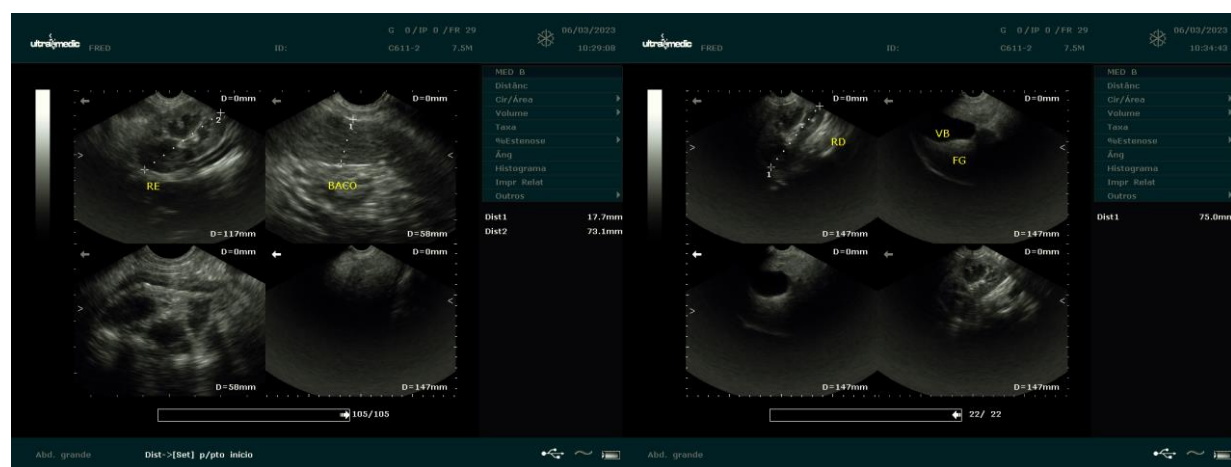 G 0/IP 0 /FR 29
06/03/2023
ultramedic FRED ID: C611-2 7.5M 10:29:08
MED B
Distânc
Cir/Área
Volume
Taxa
%Estenose
Âng
Histograma
Impr Relat
Outros
Dist1 17.7mm
Dist2 73.1mm
D=0mm
D=0mm
2
1
RE
BAÇO
D=117mm
D=58mm
D=0mm
D=0mm
D=58mm
D=147mm
105/105
Abd. grande Dist->[Set] p/pto início
G 0/IP 0 /FR 29
06/03/2023
ultramedic FRED ID: C611-2 7.5M 10:34:43
MED B
Distânc
Cir/Área
Volume
Taxa
%Estenose
Âng
Histograma
Impr Relat
Outros
Dist1 75.0mm
D=0mm
D=0mm
VB
RD
FG
1
D=147mm
D=147mm
D=0mm
D=0mm
D=147mm
D=147mm
22/ 22
Abd. grande